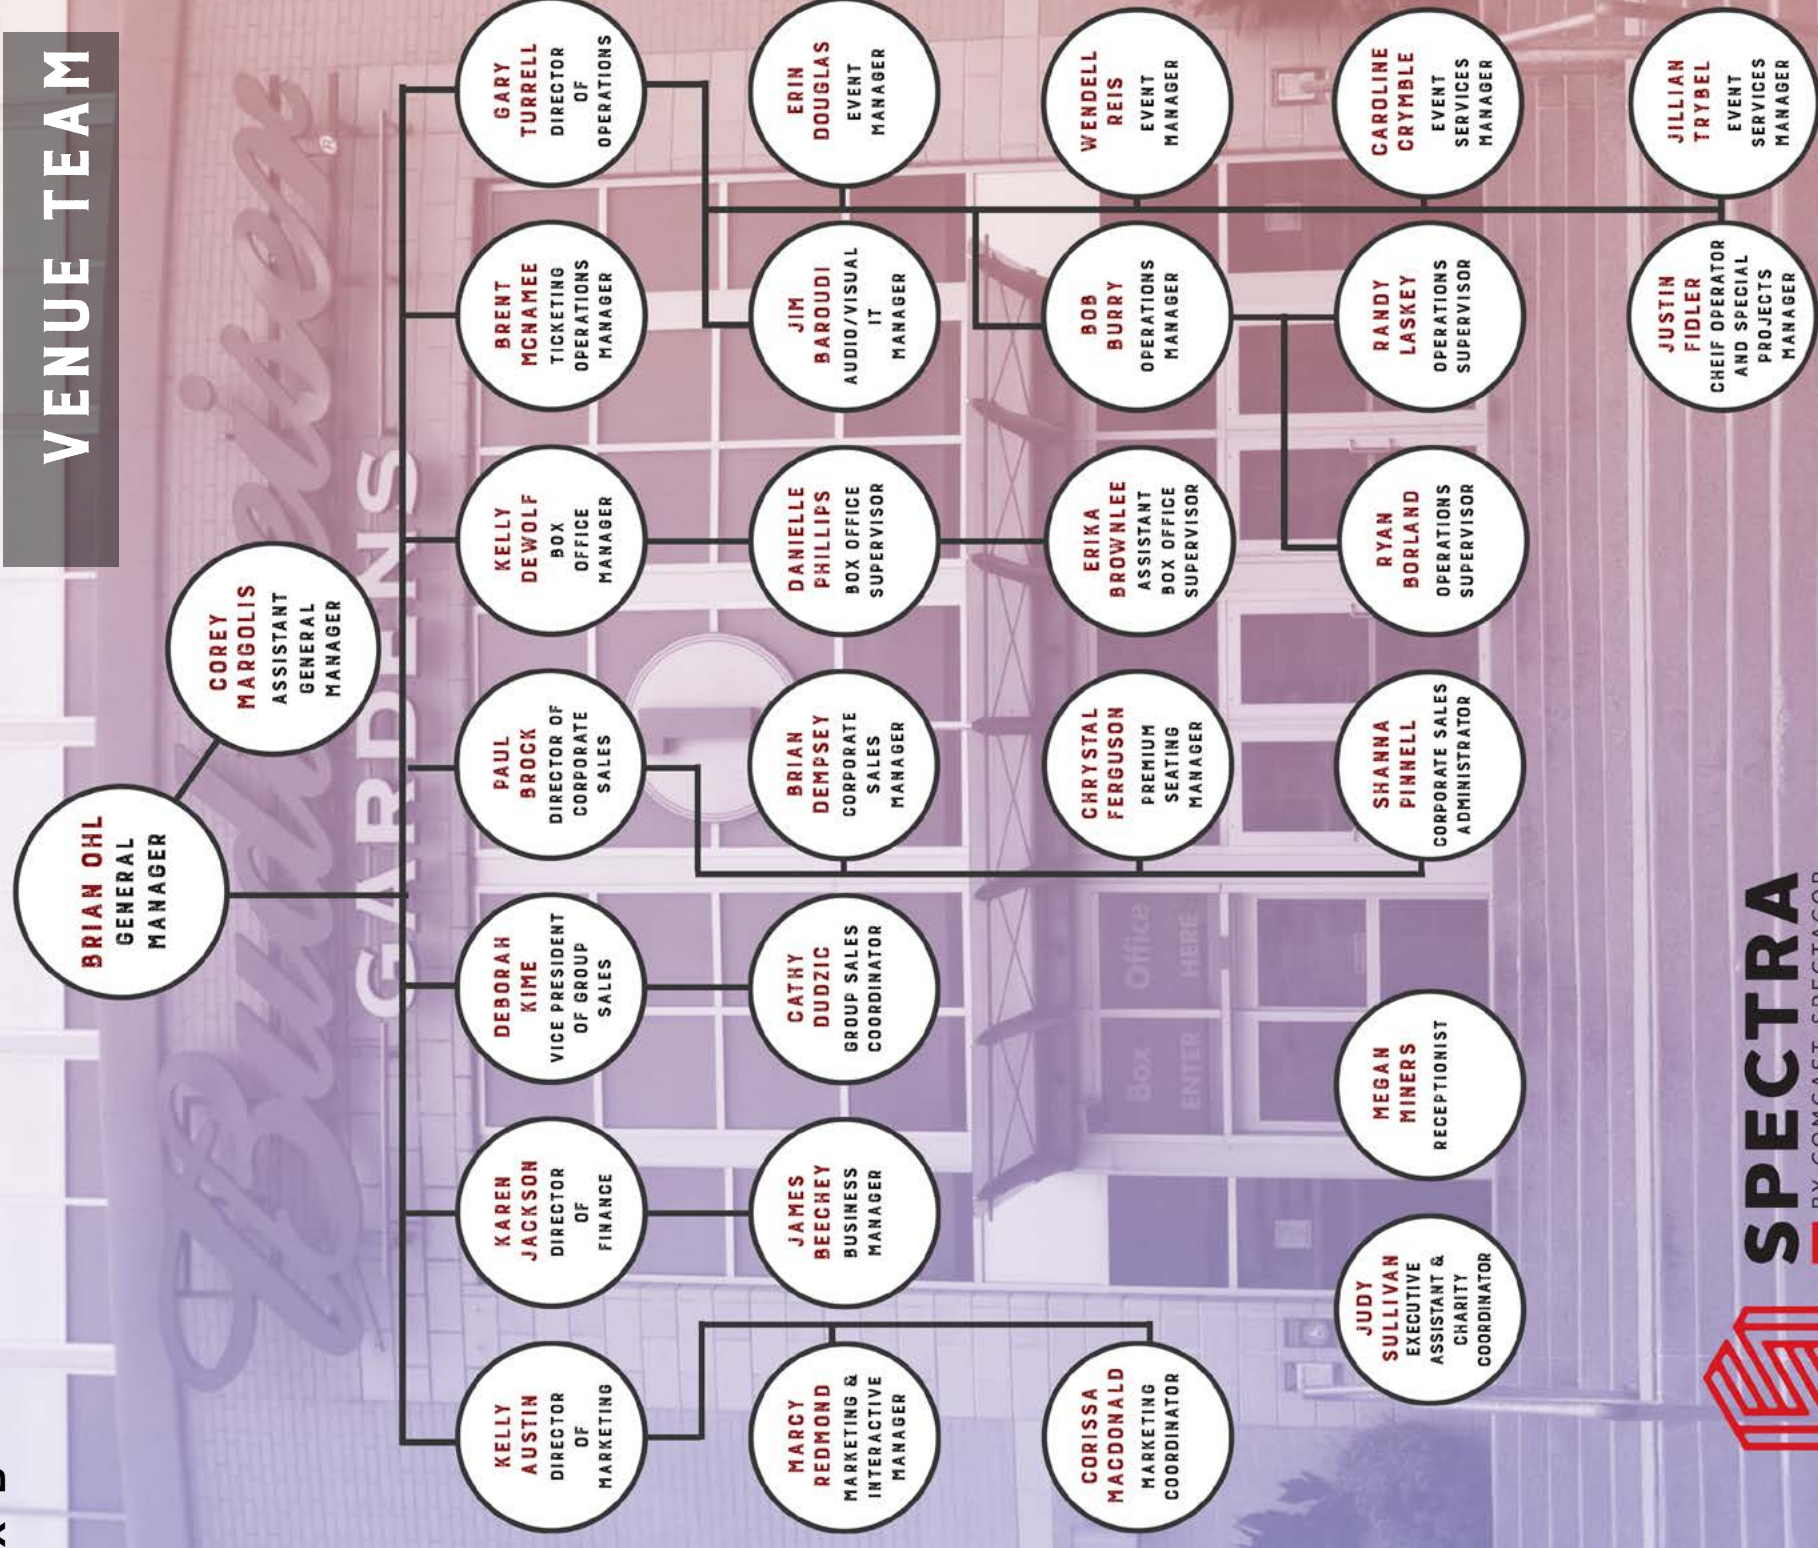 VENUE TEAM
BRIAN OHL
GENERAL
MANAGER
COREY
MARGOLIS
ASSISTANT
GENERAL
MANAGER
Budweiser
GARDENS
KELLY
AUSTIN
DIRECTOR
OF
MARKETING
KAREN
JACKSON
DIRECTOR
OF
FINANCE
DEBORAH
KIME
VICE PRESIDENT
OF GROUP
SALES
PAUL
BROCK
DIRECTOR OF
CORPORATE
SALES
KELLY
DEWOLF
BOX
OFFICE
MANAGER
BRENT
MCNAMEE
TICKETING
OPERATIONS
MANAGER
GARY
TURRELL
DIRECTOR
OF
OPERATIONS
MARCY
REDMOND
MARKETING &
INTERACTIVE
MANAGER
JAMES
BEECHEY
BUSINESS
MANAGER
CATHY
DUDZIC
GROUP SALES
COORDINATOR
BRIAN
DEMPSEY
CORPORATE
SALES
MANAGER
DANIELLE
PHILLIPS
BOX OFFICE
SUPERVISOR
JIM
BAROUDI
AUDIO/VISUAL
IT
MANAGER
ERIN
DOUGLAS
EVENT
MANAGER
CORISSA
MACDONALD
MARKETING
COORDINATOR
Box Office
ENTER HERE
CHRYSTAL
FERGUSON
PREMIUM
SEATING
MANAGER
ERIKA
BROWNLEE
ASSISTANT
BOX OFFICE
SUPERVISOR
BOB
BURRY
OPERATIONS
MANAGER
WENDELL
REIS
EVENT
MANAGER
JUDY
SULLIVAN
EXECUTIVE
ASSISTANT &
CHARITY
COORDINATOR
MEGAN
MINERS
RECEPTIONIST
SHANNA
PINNELL
CORPORATE SALES
ADMINISTRATOR
RYAN
BORLAND
OPERATIONS
SUPERVISOR
RANDY
LASKEY
OPERATIONS
SUPERVISOR
CAROLINE
CRYMBLE
EVENT
SERVICES
MANAGER
SPECTRA
BY COMCAST SPECTACOR
JUSTIN
FIDLER
CHEIF OPERATOR
AND SPECIAL
PROJECTS
MANAGER
JILLIAN
TRYBEL
EVENT
SERVICES
MANAGER